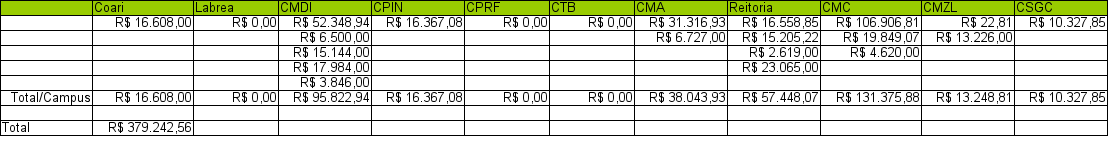 Coari Labrea CMDI CPIN CPRF CTB CMA Reitoria CMC CMZL CSGC
R$ 16.608,00 R$ 0,00 R$ 52.348,94 R$ 16.367,08 R$ 0,00 R$ 0,00 R$ 31.316,93 R$ 16.558,85 R$ 106.906,81 R$ 22,81 R$ 10.327,85
R$ 6.500,00 R$ 6.727,00 R$ 15.205,22 R$ 19.849,07 R$ 13.226,00
R$ 15.144,00 R$ 2.619,00 R$ 4.620,00
R$ 17.984,00 R$ 23.065,00
R$ 3.846,00
Total/Campus R$ 16.608,00 R$ 0,00 R$ 95.822,94 R$ 16.367,08 R$ 0,00 R$ 0,00 R$ 38.043,93 R$ 57.448,07 R$ 131.375,88 R$ 13.248,81 R$ 10.327,85
Total R$ 379.242,56